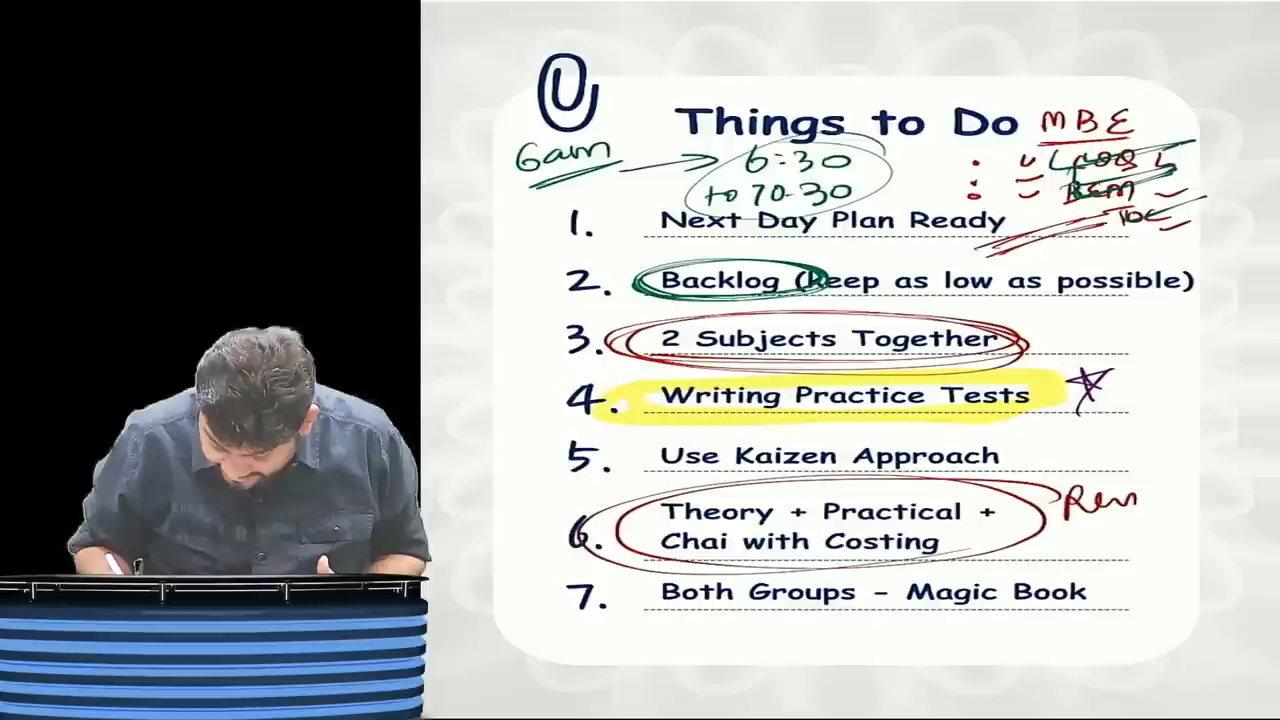 Things to Do MBE
6am 6:30
to 70-30
1. Next Day Plan Ready
2. Backlog (keep as low as possible)
3. 2 Subjects Together
4. Writing Practice Tests
5. Use Kaizen Approach
6. Theory + Practical +
Chai with Costing
Ren
7. Both Groups - Magic Book